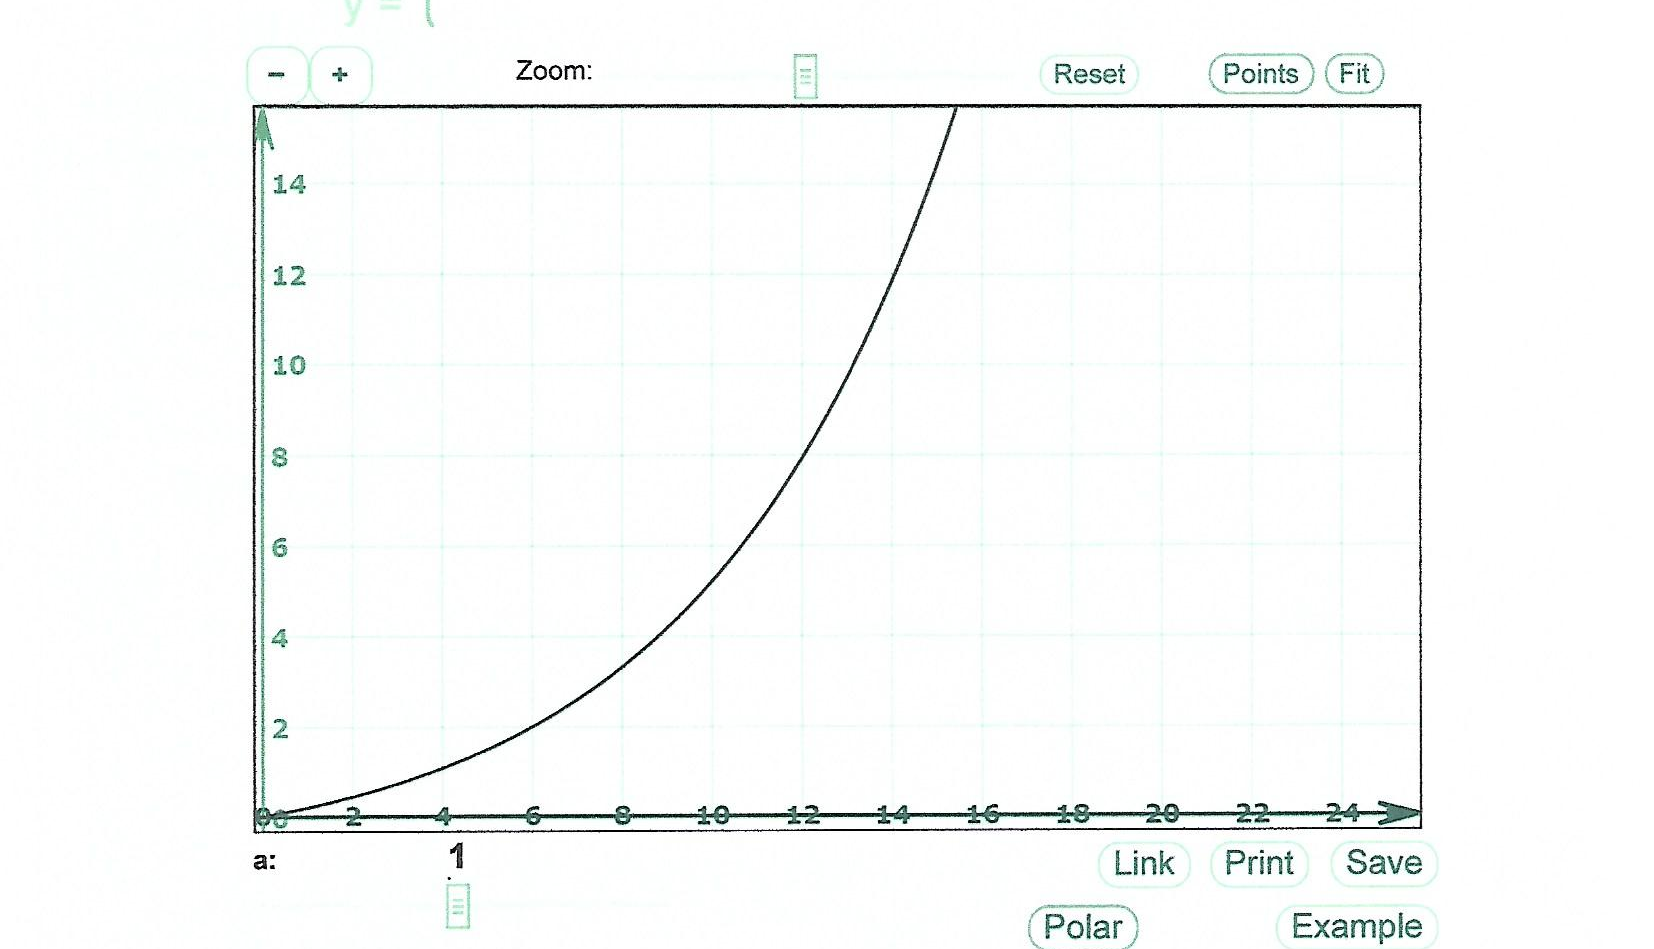 y = (
− + Zoom: Reset Points Fit
14
12
10
8
6
4
2
0 2 4 6 8 10 12 14 16 18 20 22 24
a: 1 Link Print Save
Polar Example